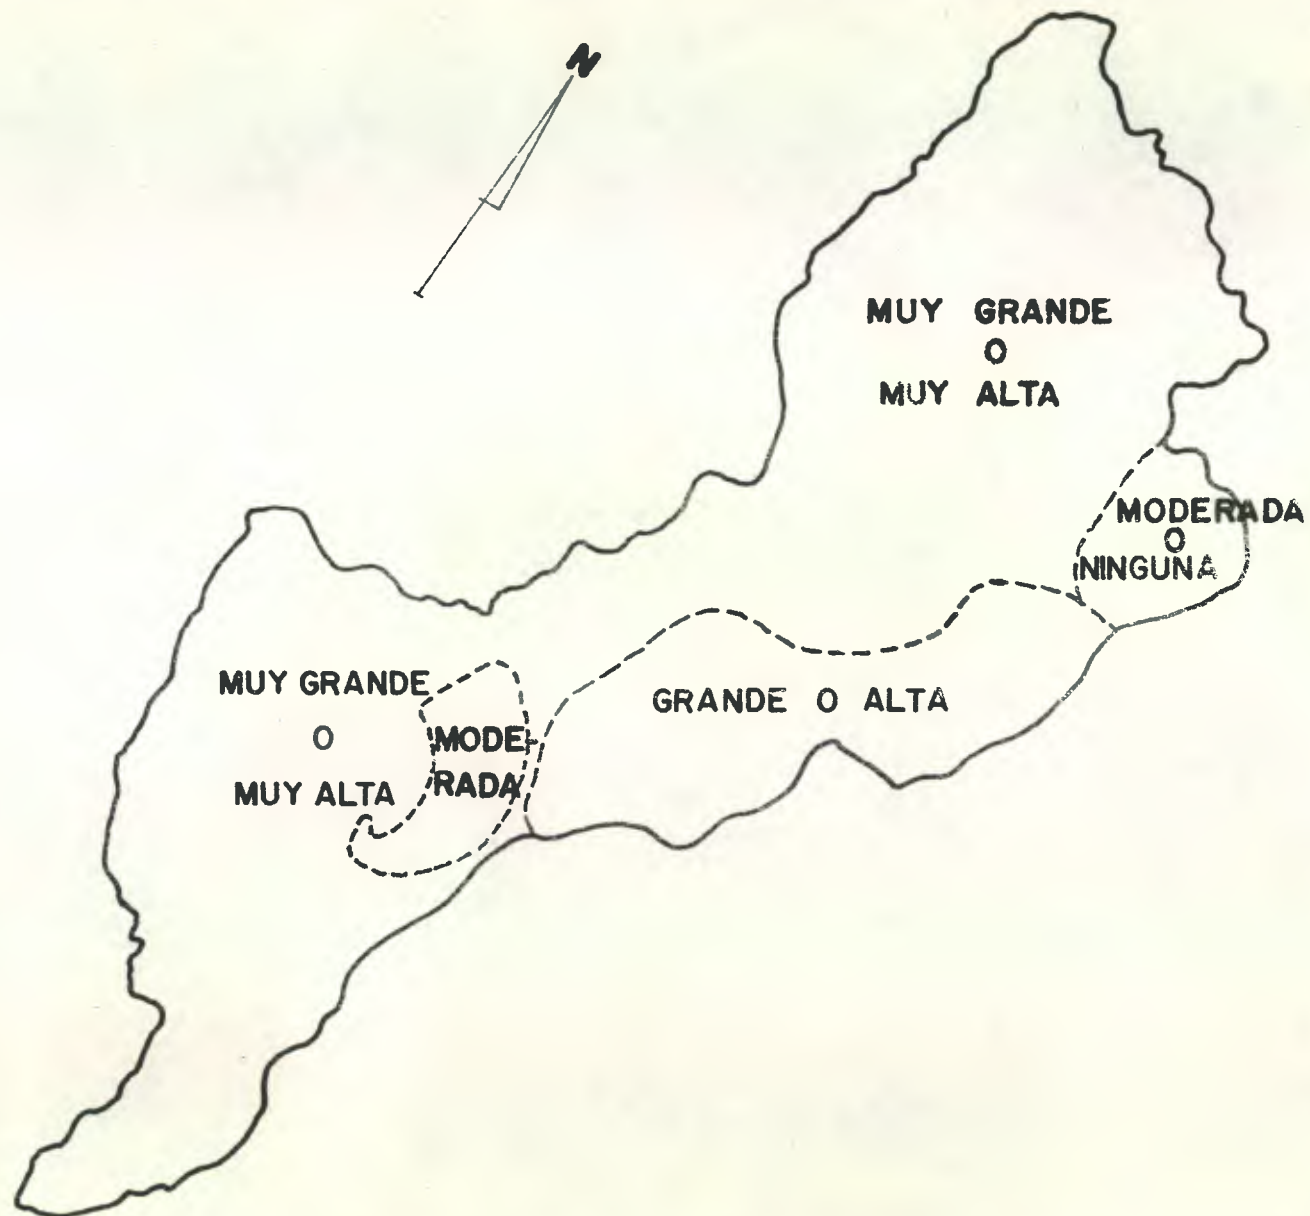 N
MUY GRANDE
O
MUY ALTA
MODERADA
O
NINGUNA
MUY GRANDE
O
MUY ALTA
MODE-
RADA
GRANDE O ALTA